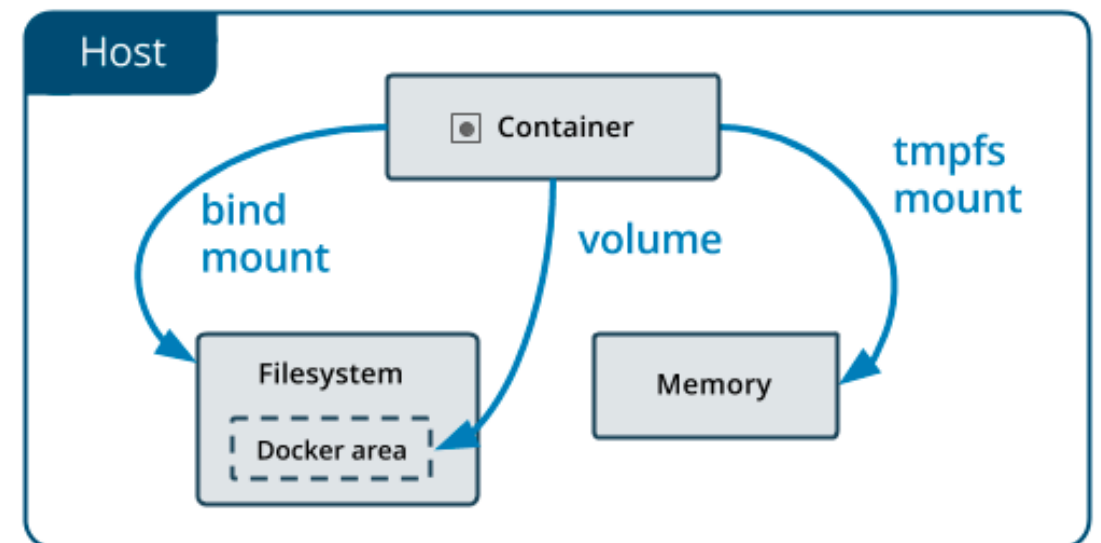 Host
Container
bind
mount
volume
tmpfs
mount
Filesystem
Docker area
Memory